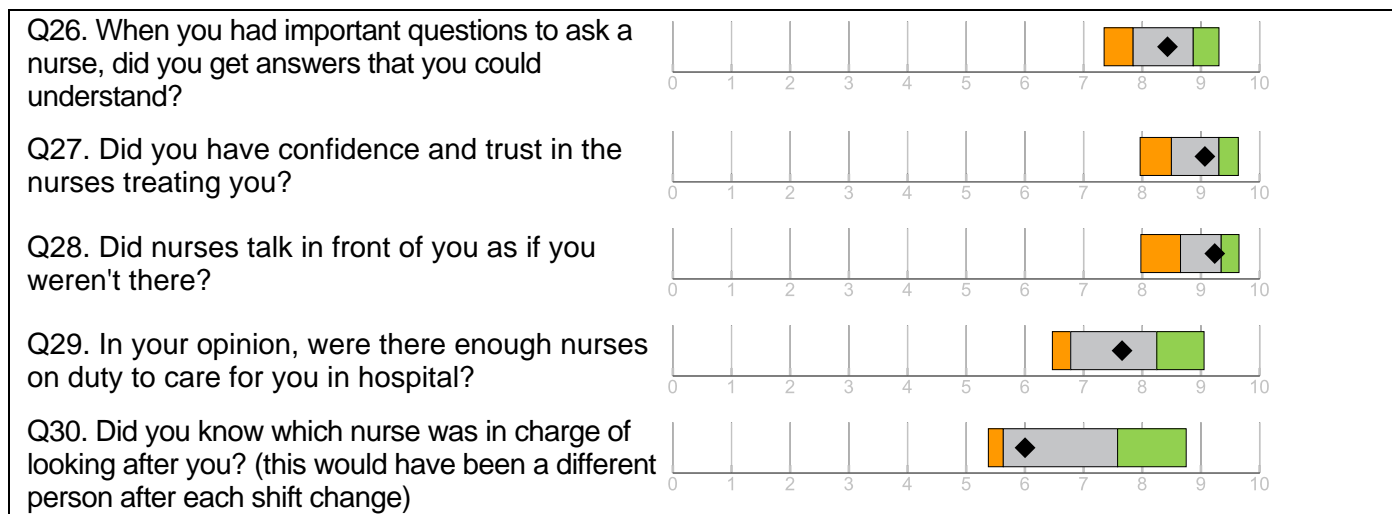 Q26. When you had important questions to ask a
nurse, did you get answers that you could
understand?
0 1 2 3 4 5 6 7 8 9 10
Q27. Did you have confidence and trust in the
nurses treating you?
0 1 2 3 4 5 6 7 8 9 10
Q28. Did nurses talk in front of you as if you
weren't there?
0 1 2 3 4 5 6 7 8 9 10
Q29. In your opinion, were there enough nurses
on duty to care for you in hospital?
0 1 2 3 4 5 6 7 8 9 10
Q30. Did you know which nurse was in charge of
looking after you? (this would have been a different
person after each shift change)
0 1 2 3 4 5 6 7 8 9 10